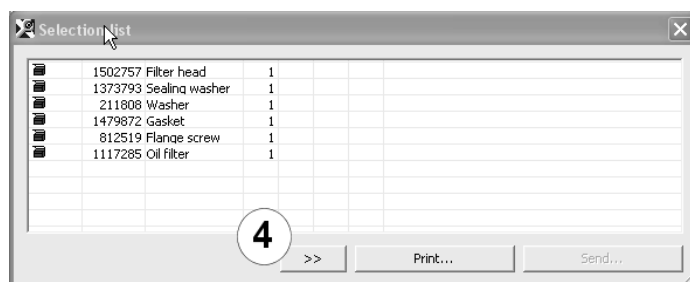 Selection list
1502757 Filter head 1
1373793 Sealing washer 1
211808 Washer 1
1479872 Gasket 1
812519 Flange screw 1
1117285 Oil filter 1
4
>> Print... Send...